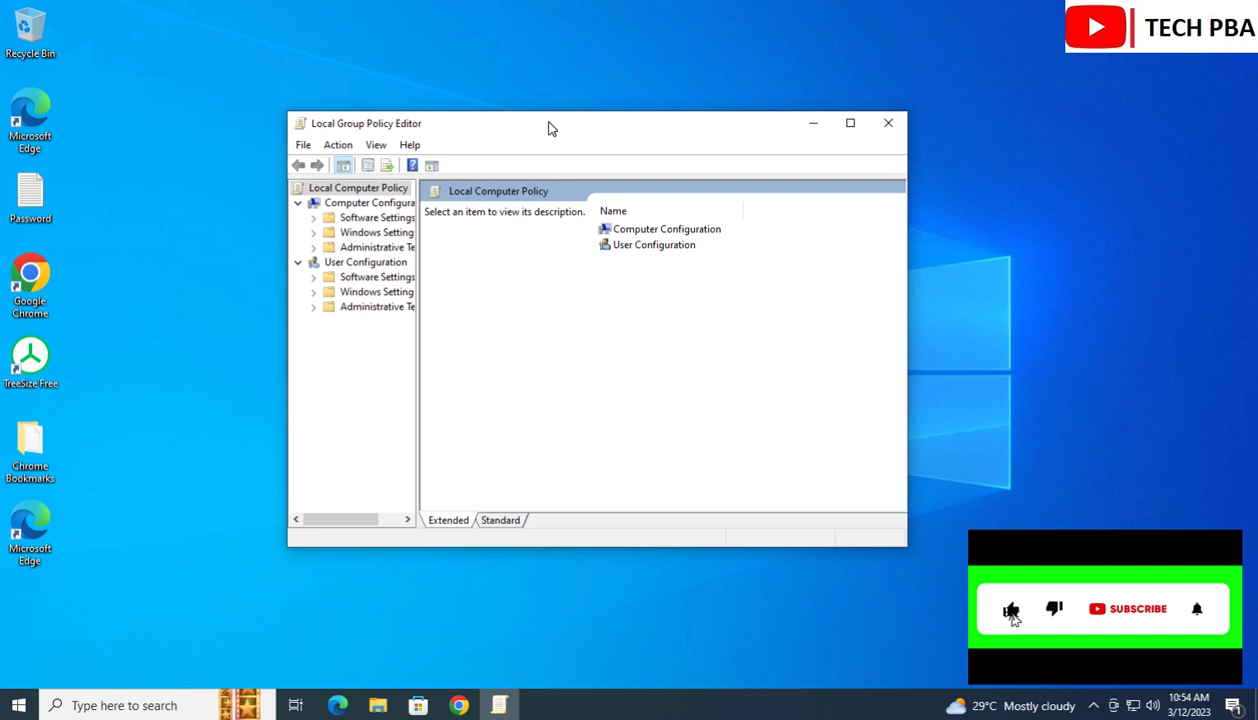 Recycle Bin
Microsoft
Edge
Password
Google
Chrome
TreeSize Free
Chrome
Bookmarks
Microsoft
Edge
TECH PBA
Local Group Policy Editor
File Action View Help
Local Computer Policy
Computer Configura
Software Settings
Windows Setting
Administrative Te
User Configuration
Software Settings
Windows Setting
Administrative Te
Local Computer Policy
Select an item to view its description.
Name
Computer Configuration
User Configuration
Extended Standard
SUBSCRIBE
Type here to search
29°C Mostly cloudy
10:54 AM
3/12/2023
1